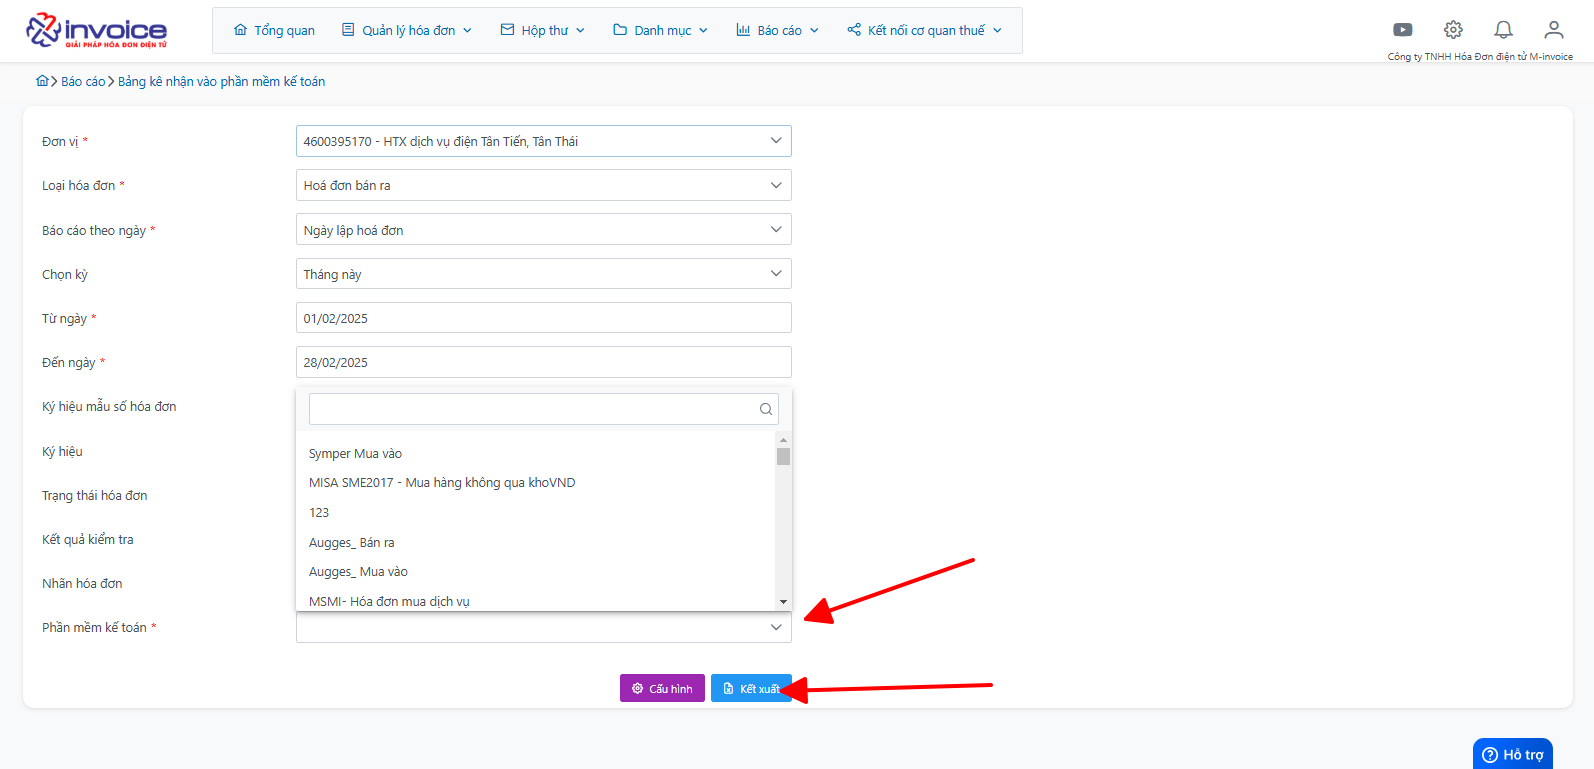 invoice
GIẢI PHÁP HÓA ĐƠN ĐIỆN TỬ
Tổng quan
Quản lý hóa đơn
Hộp thư
Danh mục
Báo cáo
Kết nối cơ quan thuế
Công ty TNHH Hóa Đơn điện tử M-invoice
Báo cáo
Bảng kê nhận vào phần mềm kế toán
Đơn vị *
4600395170 - HTX dịch vụ điện Tân Tiến, Tân Thái
Loại hóa đơn *
Hoá đơn bán ra
Báo cáo theo ngày *
Ngày lập hoá đơn
Chọn kỳ
Tháng này
Từ ngày *
01/02/2025
Đến ngày *
28/02/2025
Ký hiệu mẫu số hóa đơn
Ký hiệu
Symper Mua vào
MISA SME2017 - Mua hàng không qua khoVND
Trạng thái hóa đơn
123
Kết quả kiểm tra
Augges_ Bán ra
Augges_ Mua vào
Nhãn hóa đơn
MSMI- Hóa đơn mua dịch vụ
Phần mềm kế toán *
Cấu hình
Kết xuất
Hỗ trợ